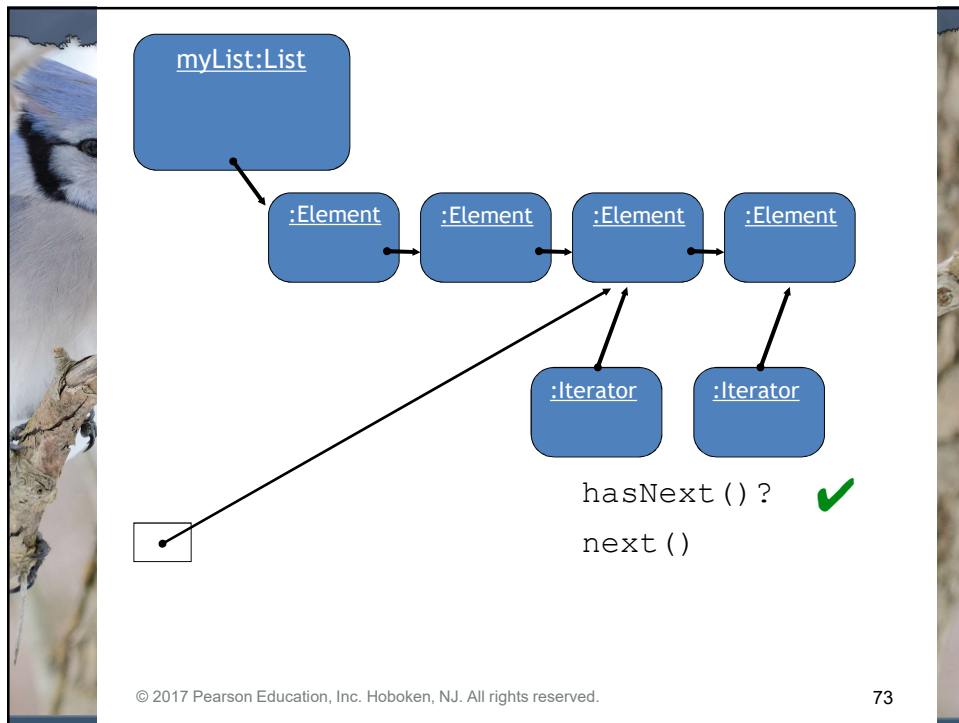 myList:List
:Element :Element :Element :Element
:Iterator :Iterator
hasNext()? ✔
next()
© 2017 Pearson Education, Inc. Hoboken, NJ. All rights reserved. 73